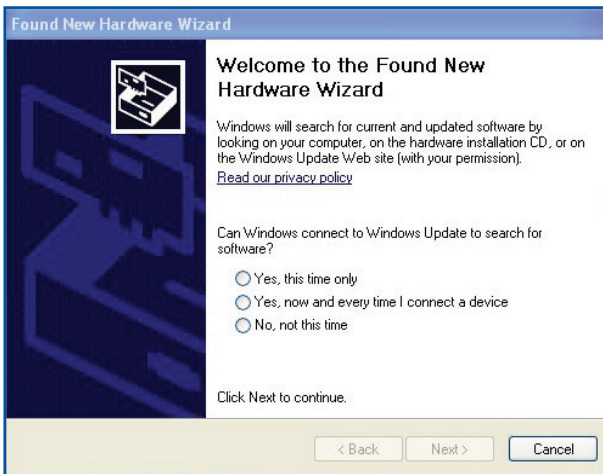 Found New Hardware Wizard
Welcome to the Found New
Hardware Wizard
Windows will search for current and updated software by
looking on your computer, on the hardware installation CD, or on
the Windows Update Web site (with your permission).
Read our privacy policy
Can Windows connect to Windows Update to search for
software?
Yes, this time only
Yes, now and every time I connect a device
No, not this time
Click Next to continue.
< Back Next > Cancel